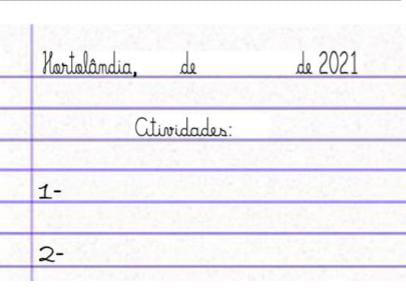 Hortolândia, de de 2021
Atividades:
1-
2-